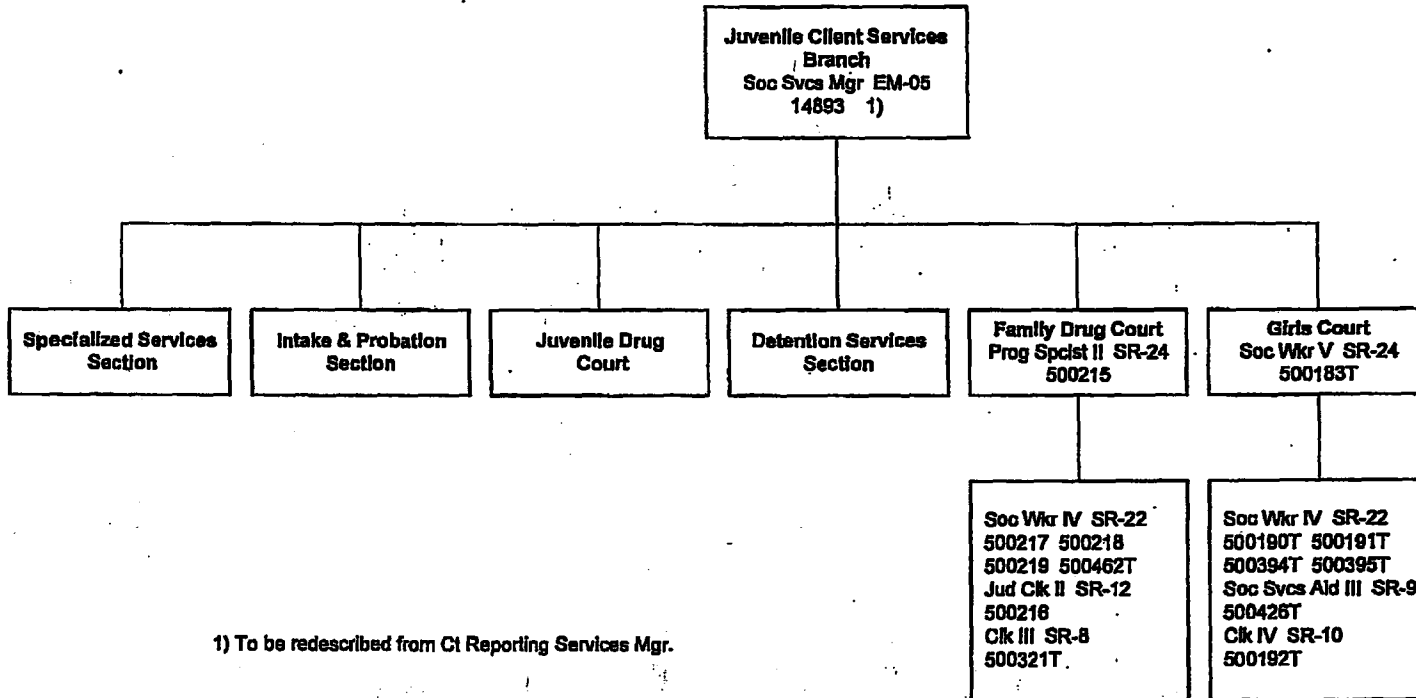 Juvenile Client Services
Branch
Soc Svcs Mgr EM-05
14893 1)
Specialized Services
Section
Intake & Probation
Section
Juvenile Drug
Court
Detention Services
Section
Family Drug Court
Prog Spclst II SR-24
500215
Girls Court
Soc Wkr V SR-24
500183T
Soc Wkr IV SR-22
500217 500218
500219 500462T
Jud Clk II SR-12
500216
Clk III SR-8
500321T
Soc Wkr IV SR-22
500190T 500191T
500394T 500395T
Soc Svcs Aid III SR-9
500426T
Clk IV SR-10
500192T
1) To be redescribed from Ct Reporting Services Mgr.